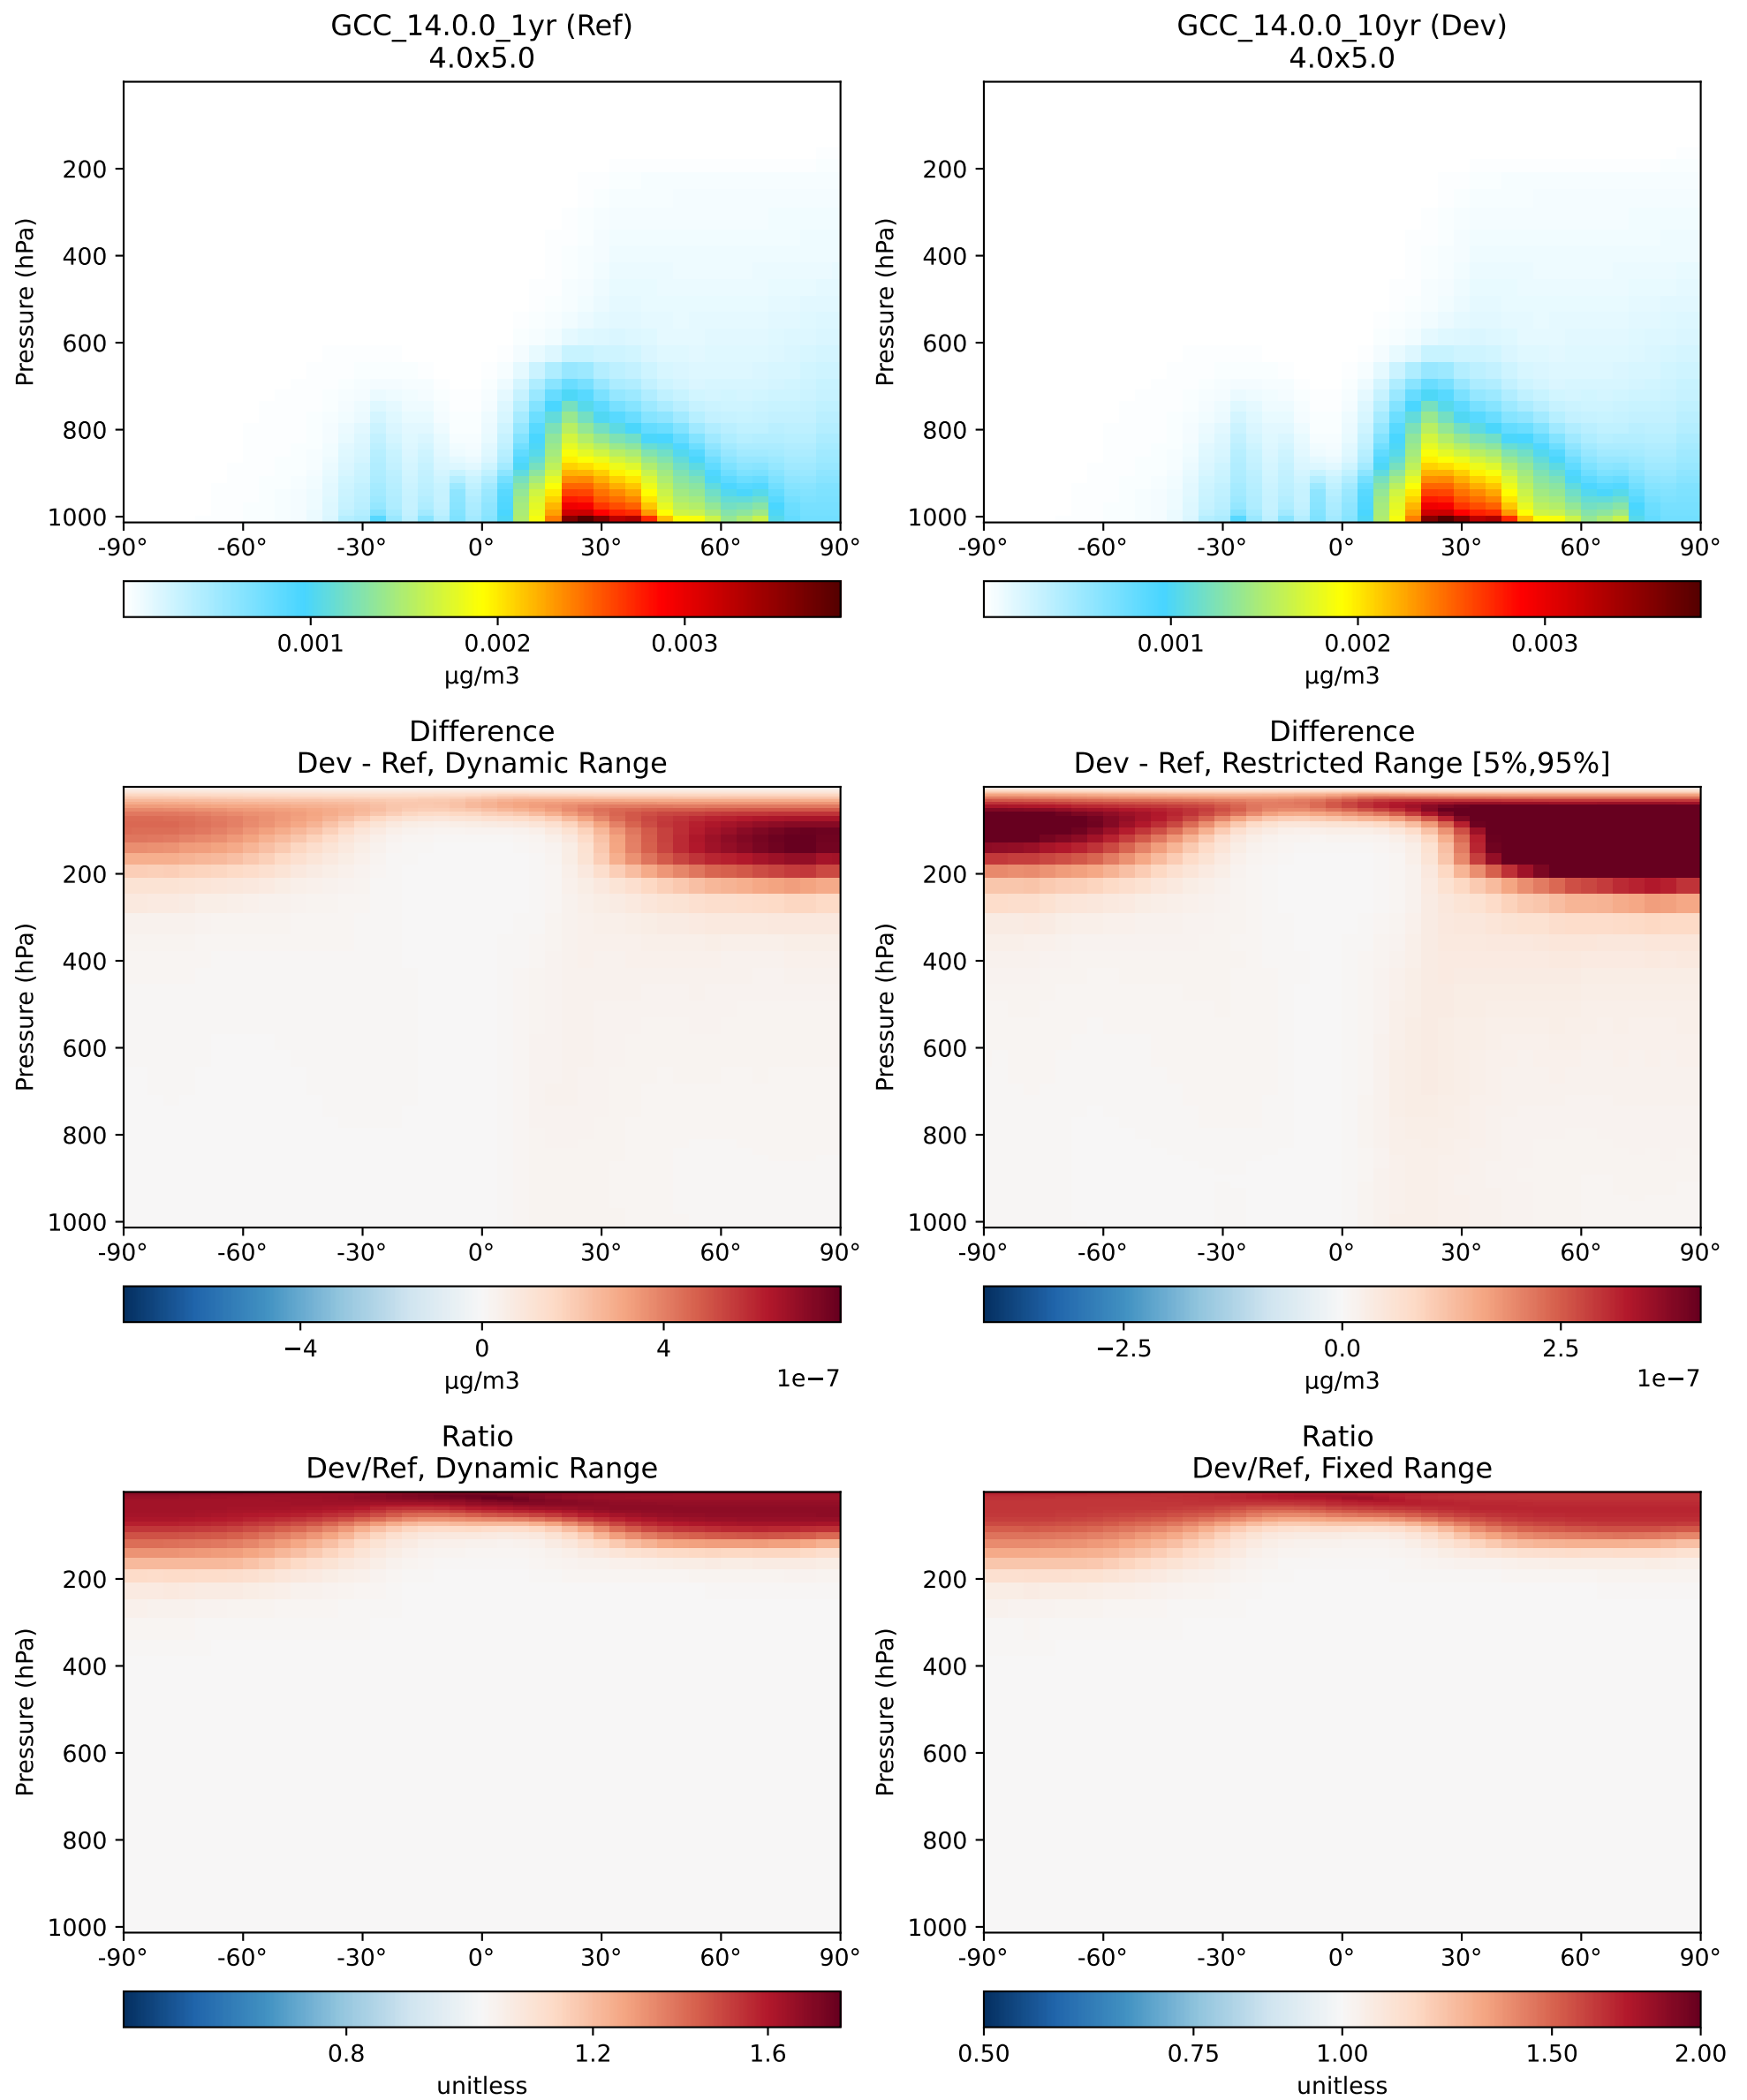 GCC_14.0.0_1yr (Ref)
4.0x5.0
GCC_14.0.0_10yr (Dev)
4.0x5.0
Pressure (hPa)
200
400
600
800
1000
-90° -60° -30° 0° 30° 60° 90°
0.001 0.002 0.003
µg/m3
Pressure (hPa)
200
400
600
800
1000
-90° -60° -30° 0° 30° 60° 90°
0.001 0.002 0.003
µg/m3
Difference
Dev - Ref, Dynamic Range
Pressure (hPa)
200
400
600
800
1000
-90° -60° -30° 0° 30° 60° 90°
−4 0 4
µg/m3 1e−7
Difference
Dev - Ref, Restricted Range [5%,95%]
Pressure (hPa)
200
400
600
800
1000
-90° -60° -30° 0° 30° 60° 90°
−2.5 0.0 2.5
µg/m3 1e−7
Ratio
Dev/Ref, Dynamic Range
Pressure (hPa)
200
400
600
800
1000
-90° -60° -30° 0° 30° 60° 90°
0.8 1.2 1.6
unitless
Ratio
Dev/Ref, Fixed Range
Pressure (hPa)
200
400
600
800
1000
-90° -60° -30° 0° 30° 60° 90°
0.50 0.75 1.00 1.50 2.00
unitless